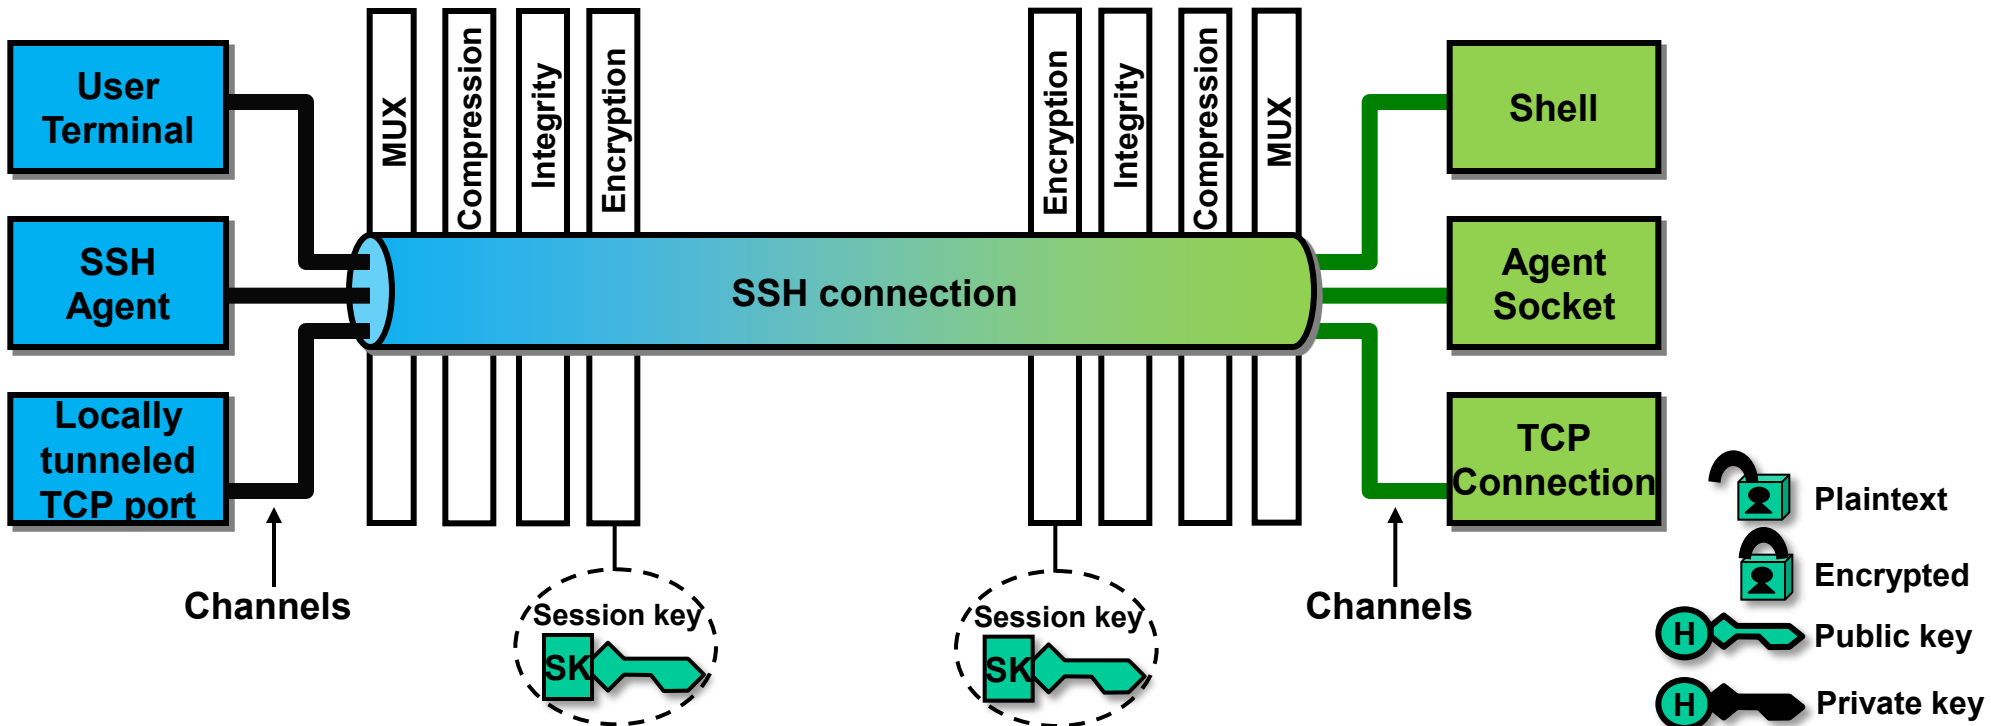 User
Terminal
SSH
Agent
Locally
tunneled
TCP port
Channels
MUX
Compression
Integrity
Encryption
SSH connection
Session key
SK
Encryption
Integrity
Compression
MUX
Session key
SK
Shell
Agent
Socket
TCP
Connection
Channels
Plaintext
Encrypted
H
Public key
H
Private key